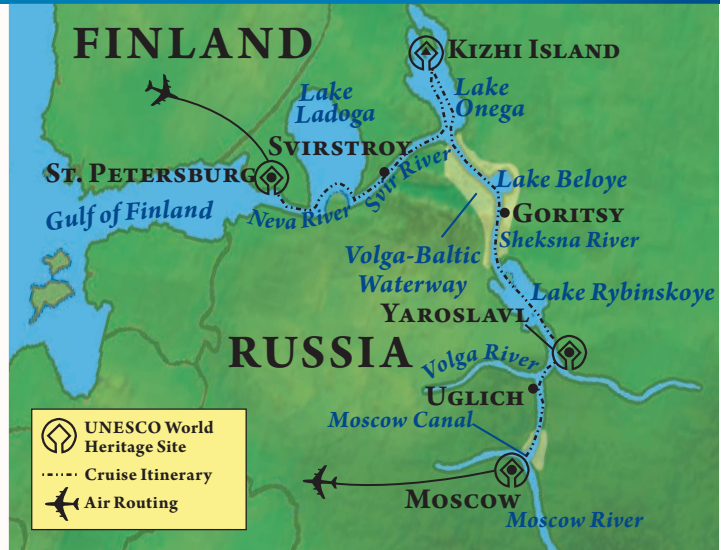 FINLAND
KIZHI ISLAND
Lake
Onega
Lake
Ladoga
SVIRSTROY
ST. PETERSBURG
Svir River
Lake Beloye
Gulf of Finland
Neva River
GORITSY
Sheksna River
Volga-Baltic
Waterway
Lake Rybinskoye
YAROSLAVL
RUSSIA
Volga River
UGLICH
Moscow Canal
UNESCO World
Heritage Site
Cruise Itinerary
Air Routing
MOSCOW
Moscow River